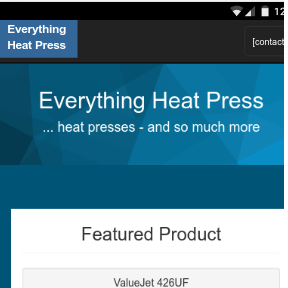 12
Everything
Heat Press
[contact
Everything Heat Press
... heat presses - and so much more
Featured Product
ValueJet 426UF